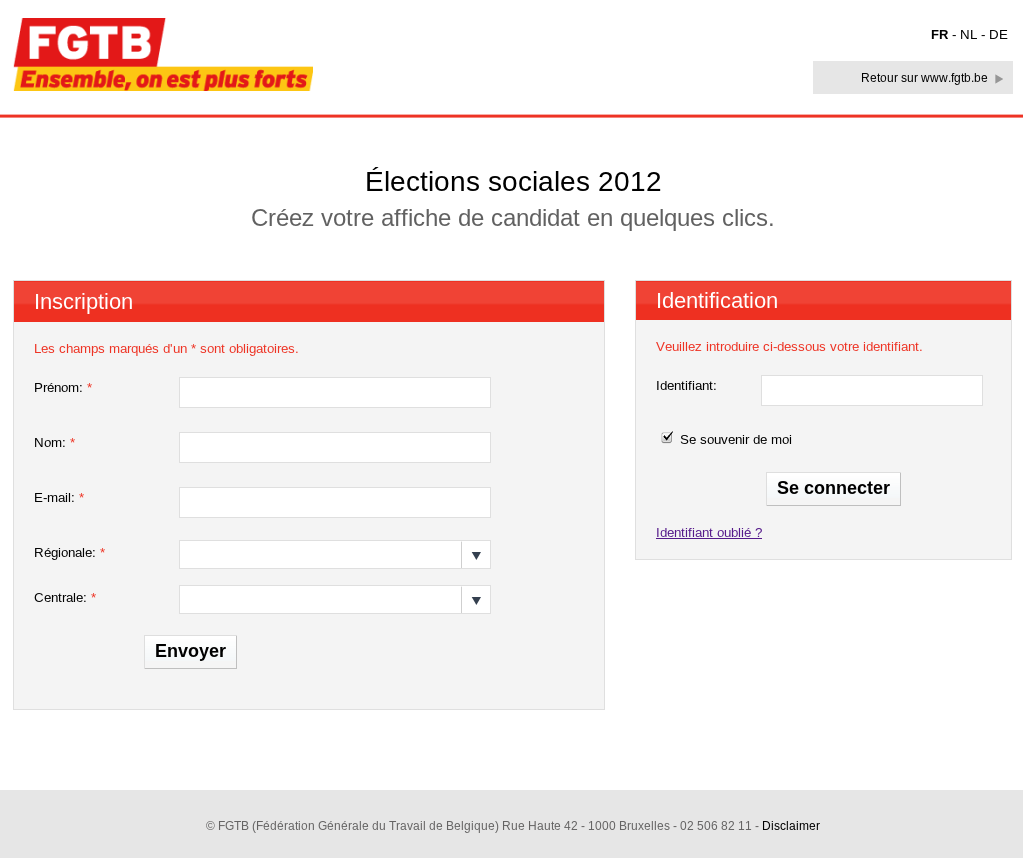 FGTB
Ensemble, on est plus forts
FR - NL - DE
Retour sur www.fgtb.be
Élections sociales 2012
Créez votre affiche de candidat en quelques clics.
Inscription
Les champs marqués d'un * sont obligatoires.
Prénom: *
Nom: *
E-mail: *
Régionale: *
Centrale: *
Envoyer
Identification
Veuillez introduire ci-dessous votre identifiant.
Identifiant:
Se souvenir de moi
Se connecter
Identifiant oublié ?
© FGTB (Fédération Générale du Travail de Belgique) Rue Haute 42 - 1000 Bruxelles - 02 506 82 11 - Disclaimer